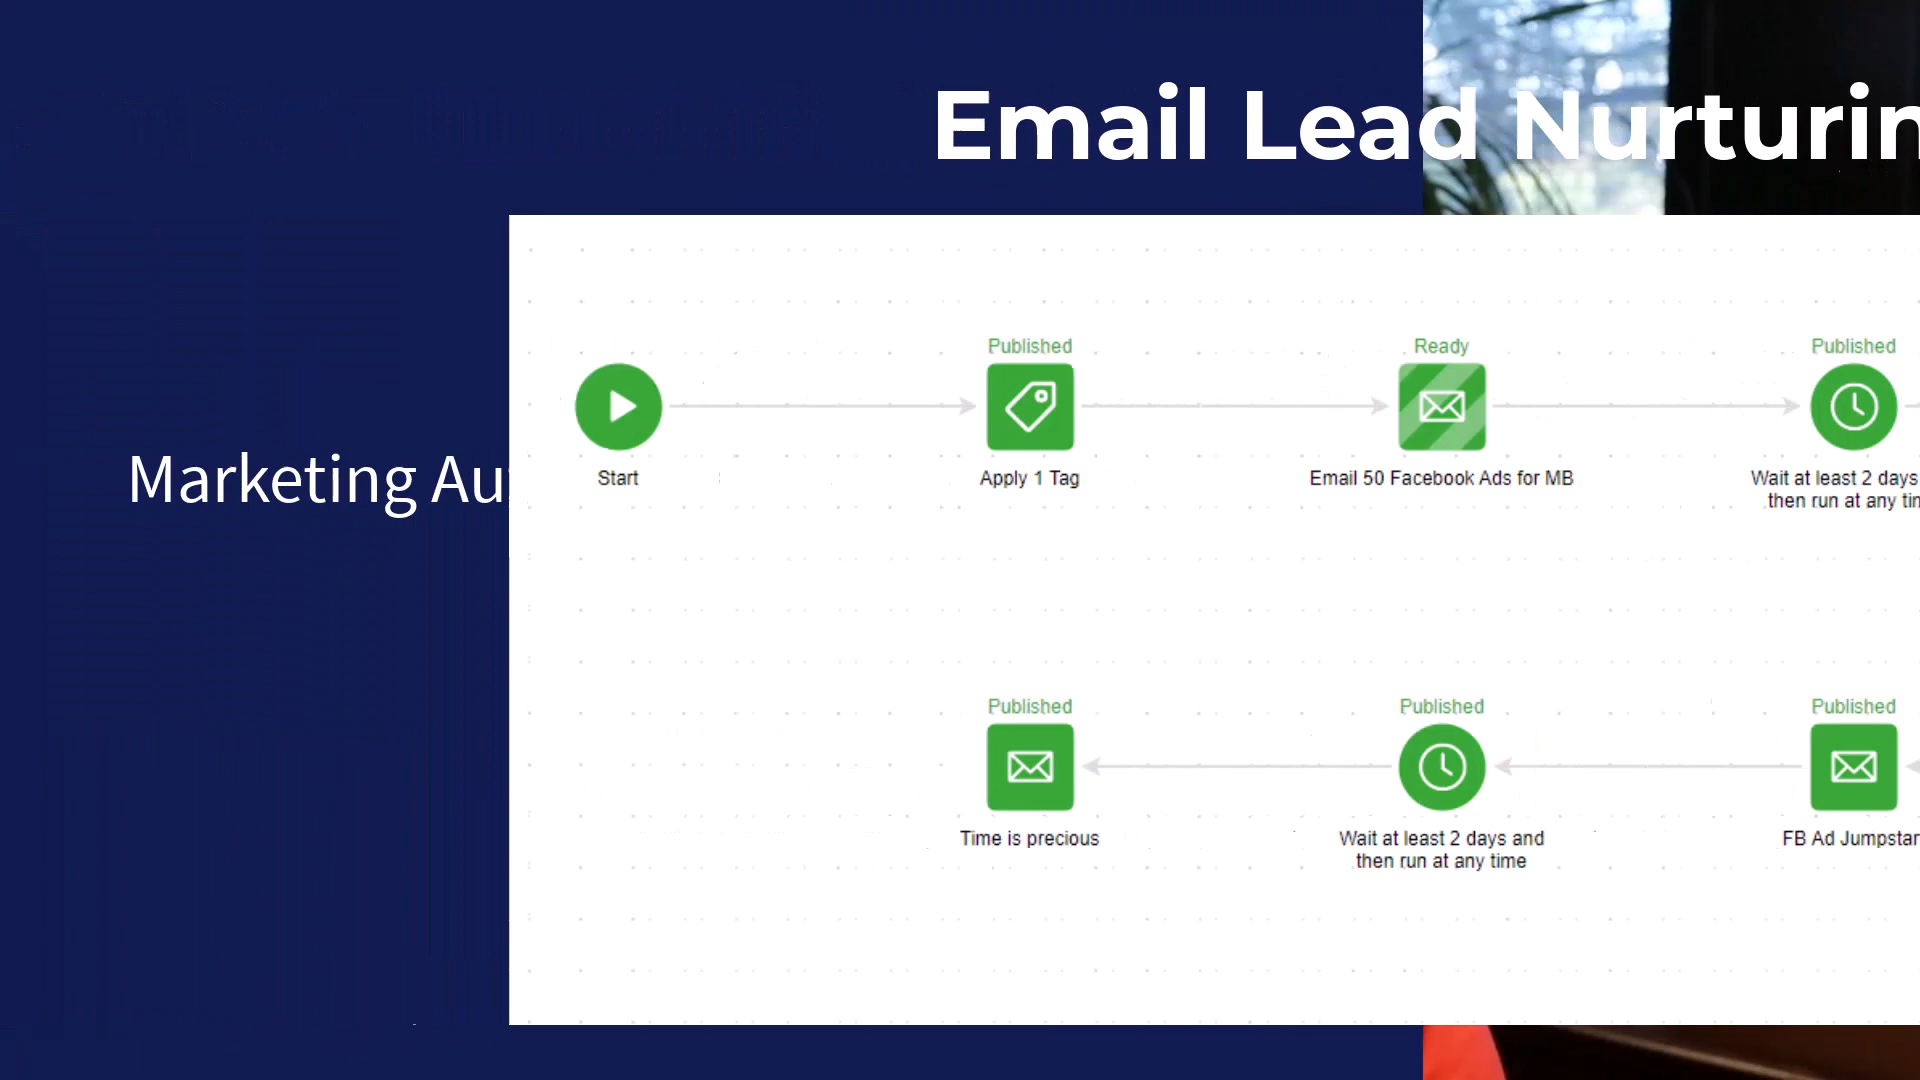 Email Lead Nurturin
Marketing Au
Published
Ready
Published
Start
Apply 1 Tag
Email 50 Facebook Ads for MB
Wait at least 2 days
then run at any tim
Published
Published
Published
Time is precious
Wait at least 2 days and
then run at any time
FB Ad Jumpstar